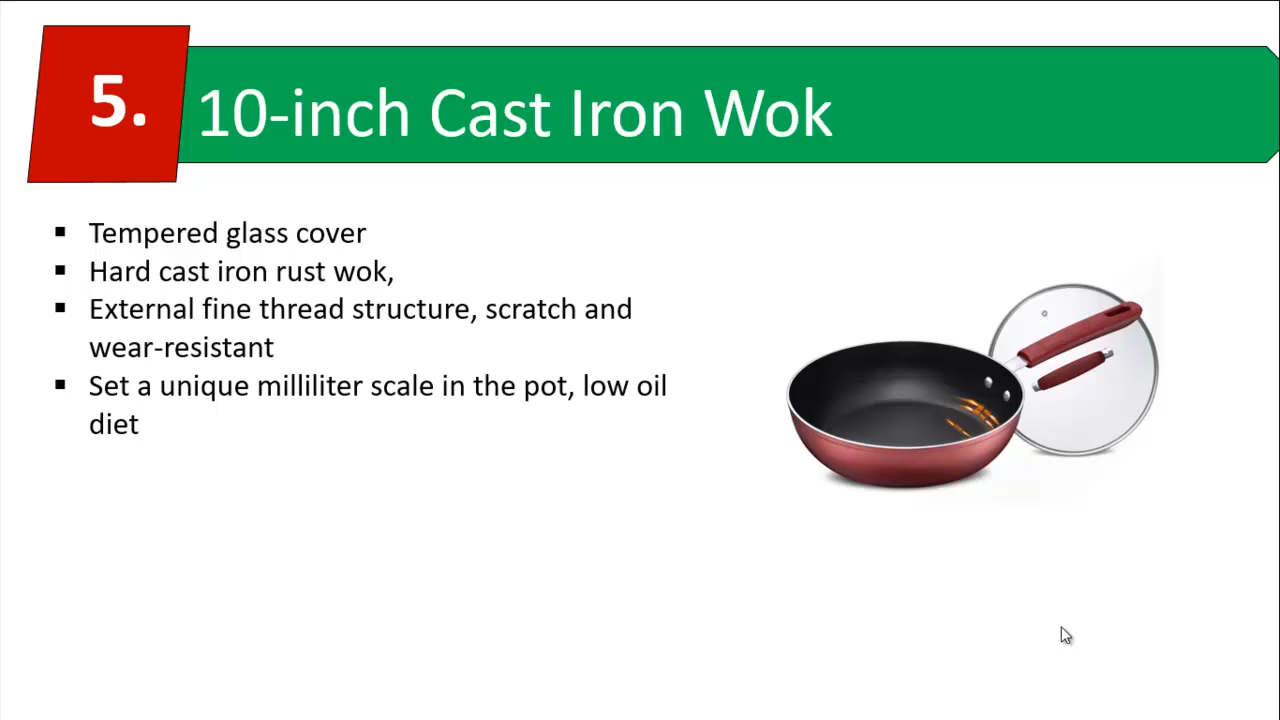 5.
10-inch Cast Iron Wok
Tempered glass cover
Hard cast iron rust wok,
External fine thread structure, scratch and
wear-resistant
Set a unique milliliter scale in the pot, low oil
diet